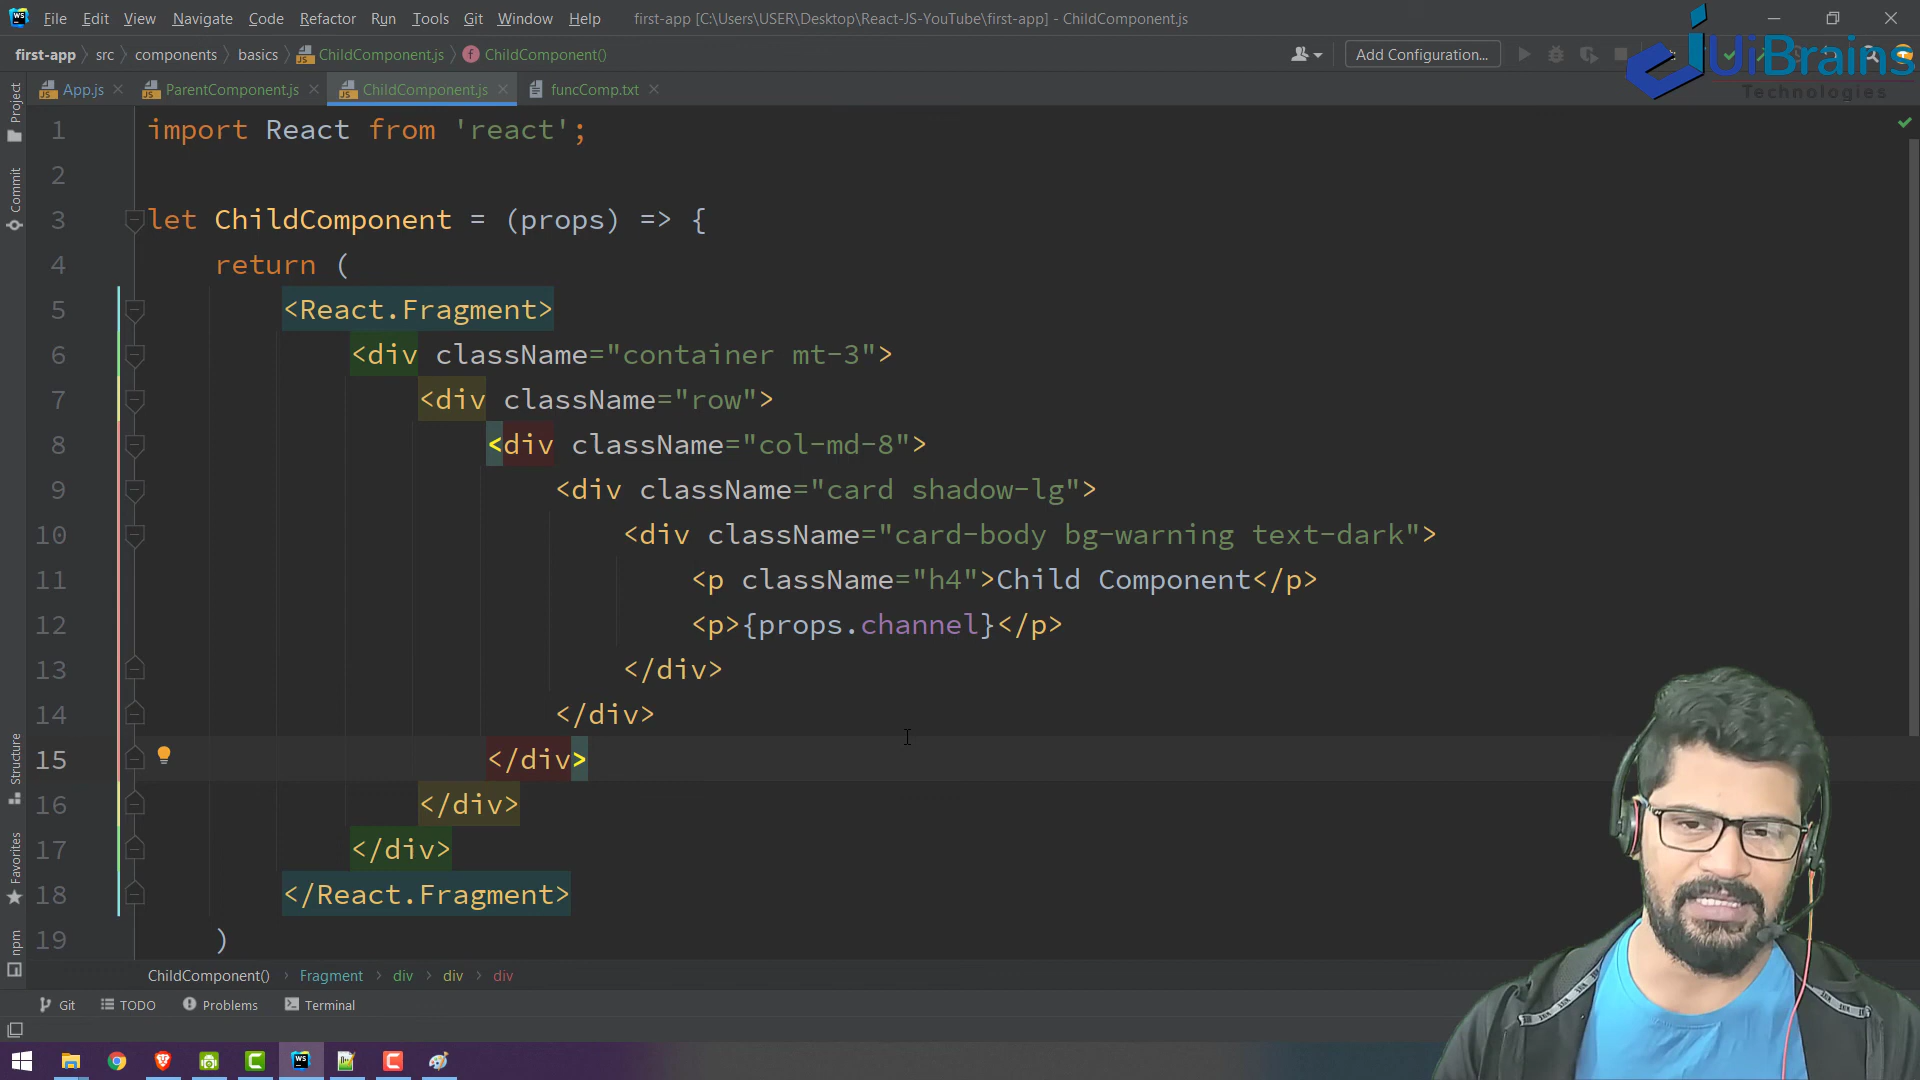 File Edit View Navigate Code Refactor Run Tools Git Window Help first-app [C:\Users\USER\Desktop\React-JS-YouTube\first-app] - ChildComponent.js
first-app src components basics ChildComponent.js ChildComponent() Add Configuration...
UiBrains
Technologies
App.js ParentComponent.js ChildComponent.js funcComp.txt
Project
Commit
Structure
Favorites
npm
1 import React from 'react';
2
3 let ChildComponent = (props) => {
4 return (
5 <React.Fragment>
6 <div className="container mt-3">
7 <div className="row">
8 <div className="col-md-8">
9 <div className="card shadow-lg">
10 <div className="card-body bg-warning text-dark">
11 <p className="h4">Child Component</p>
12 <p>{props.channel}</p>
13 </div>
14 </div>
15 </div>
16 </div>
17 </div>
18 </React.Fragment>
19 )
ChildComponent() Fragment div div div
Git TODO Problems Terminal